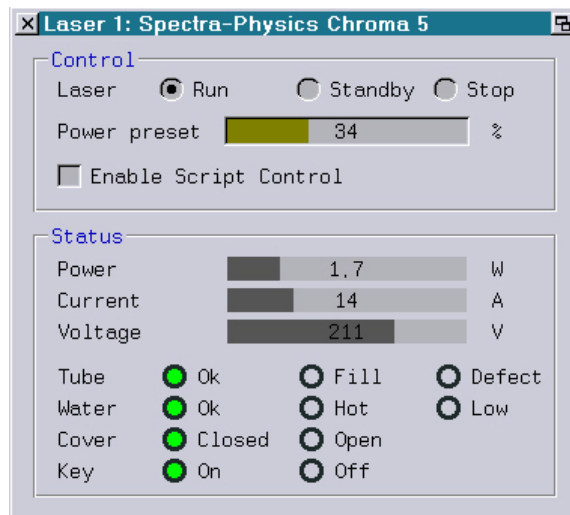 Laser 1: Spectra-Physics Chroma 5
Control
Laser Run Standby Stop
Power preset 34 %
Enable Script Control
Status
Power 1.7 W
Current 14 A
Voltage 211 V
Tube Ok Fill Defect
Water Ok Hot Low
Cover Closed Open
Key On Off